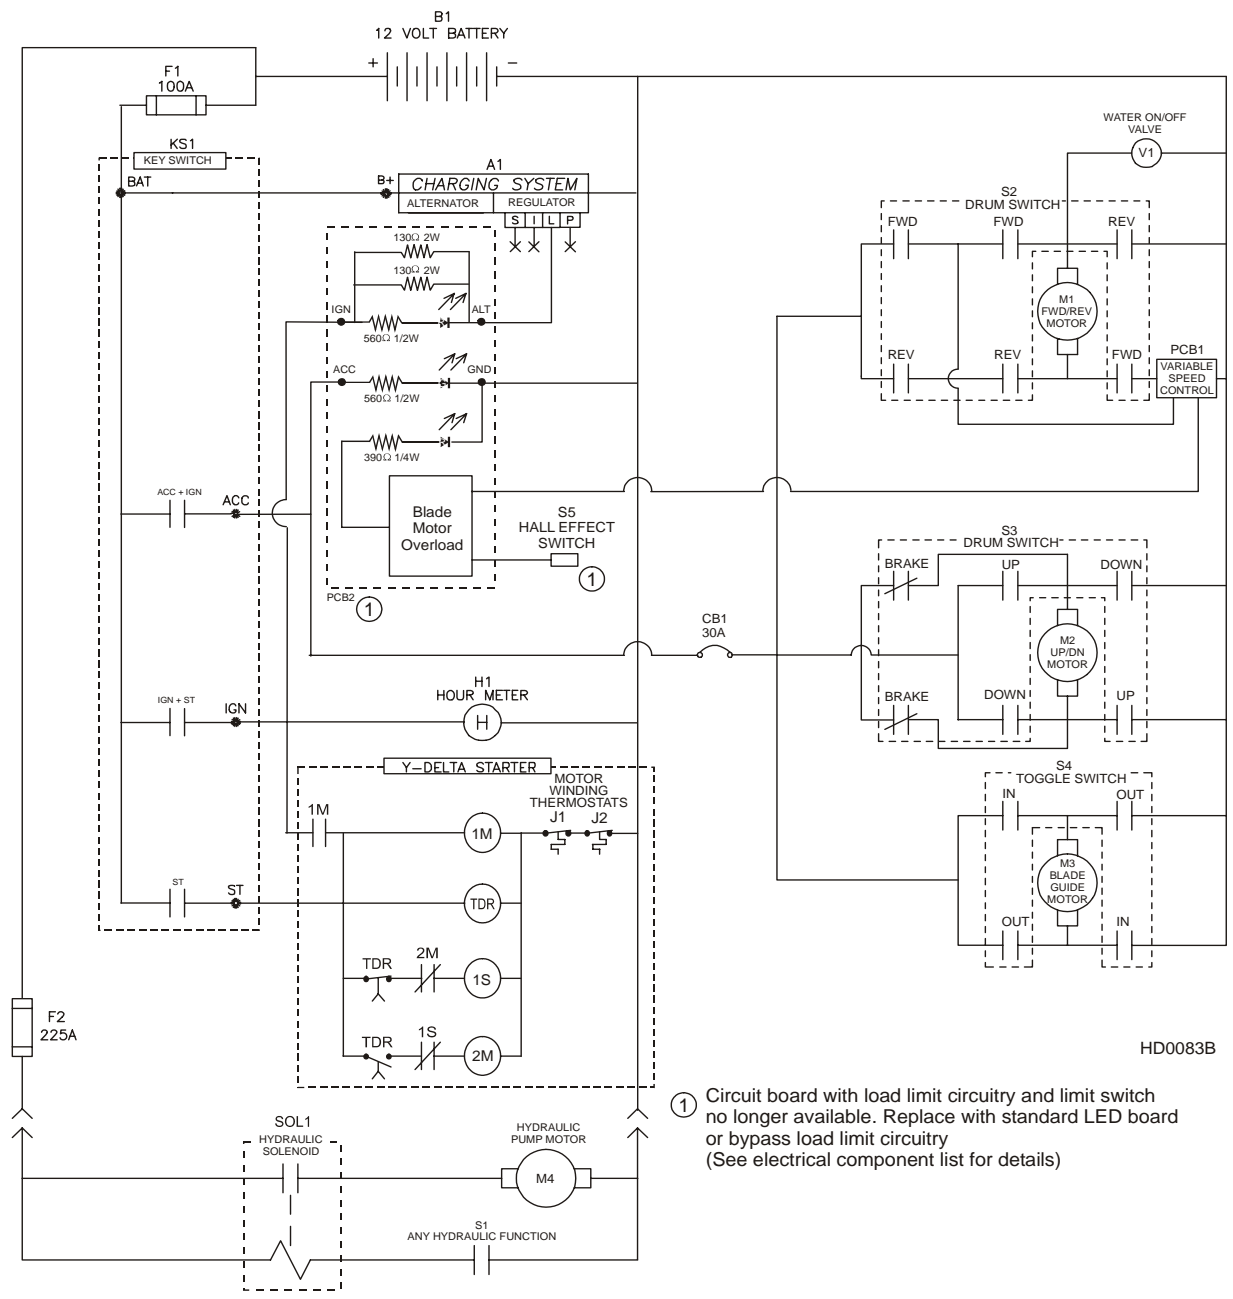 B1
12 VOLT BATTERY
+
−
F1
100A
KS1
KEY SWITCH
BAT
B+
A1
CHARGING SYSTEM
ALTERNATOR
REGULATOR
S I L P
WATER ON/OFF
VALVE
V1
S2
DRUM SWITCH
FWD
FWD
REV
M1
FWD/REV
MOTOR
REV
REV
FWD
PCB1
VARIABLE
SPEED
CONTROL
130Ω 2W
130Ω 2W
IGN
ALT
560Ω 1/2W
ACC
GND
560Ω 1/2W
390Ω 1/4W
ACC + IGN
ACC
Blade
Motor
Overload
S5
HALL EFFECT
SWITCH
1
PCB2
1
S3
DRUM SWITCH
BRAKE
UP
DOWN
CB1
30A
M2
UP/DN
MOTOR
BRAKE
DOWN
UP
IGN + ST
IGN
H1
HOUR METER
H
Y-DELTA STARTER
MOTOR
WINDING
THERMOSTATS
J1
J2
1M
1M
S4
TOGGLE SWITCH
IN
OUT
M3
BLADE
GUIDE
MOTOR
OUT
IN
ST
ST
TDR
TDR
2M
1S
TDR
1S
2M
F2
225A
HD0083B
1 Circuit board with load limit circuitry and limit switch
no longer available. Replace with standard LED board
or bypass load limit circuitry
(See electrical component list for details)
SOL1
HYDRAULIC
SOLENOID
HYDRAULIC
PUMP MOTOR
M4
S1
ANY HYDRAULIC FUNCTION